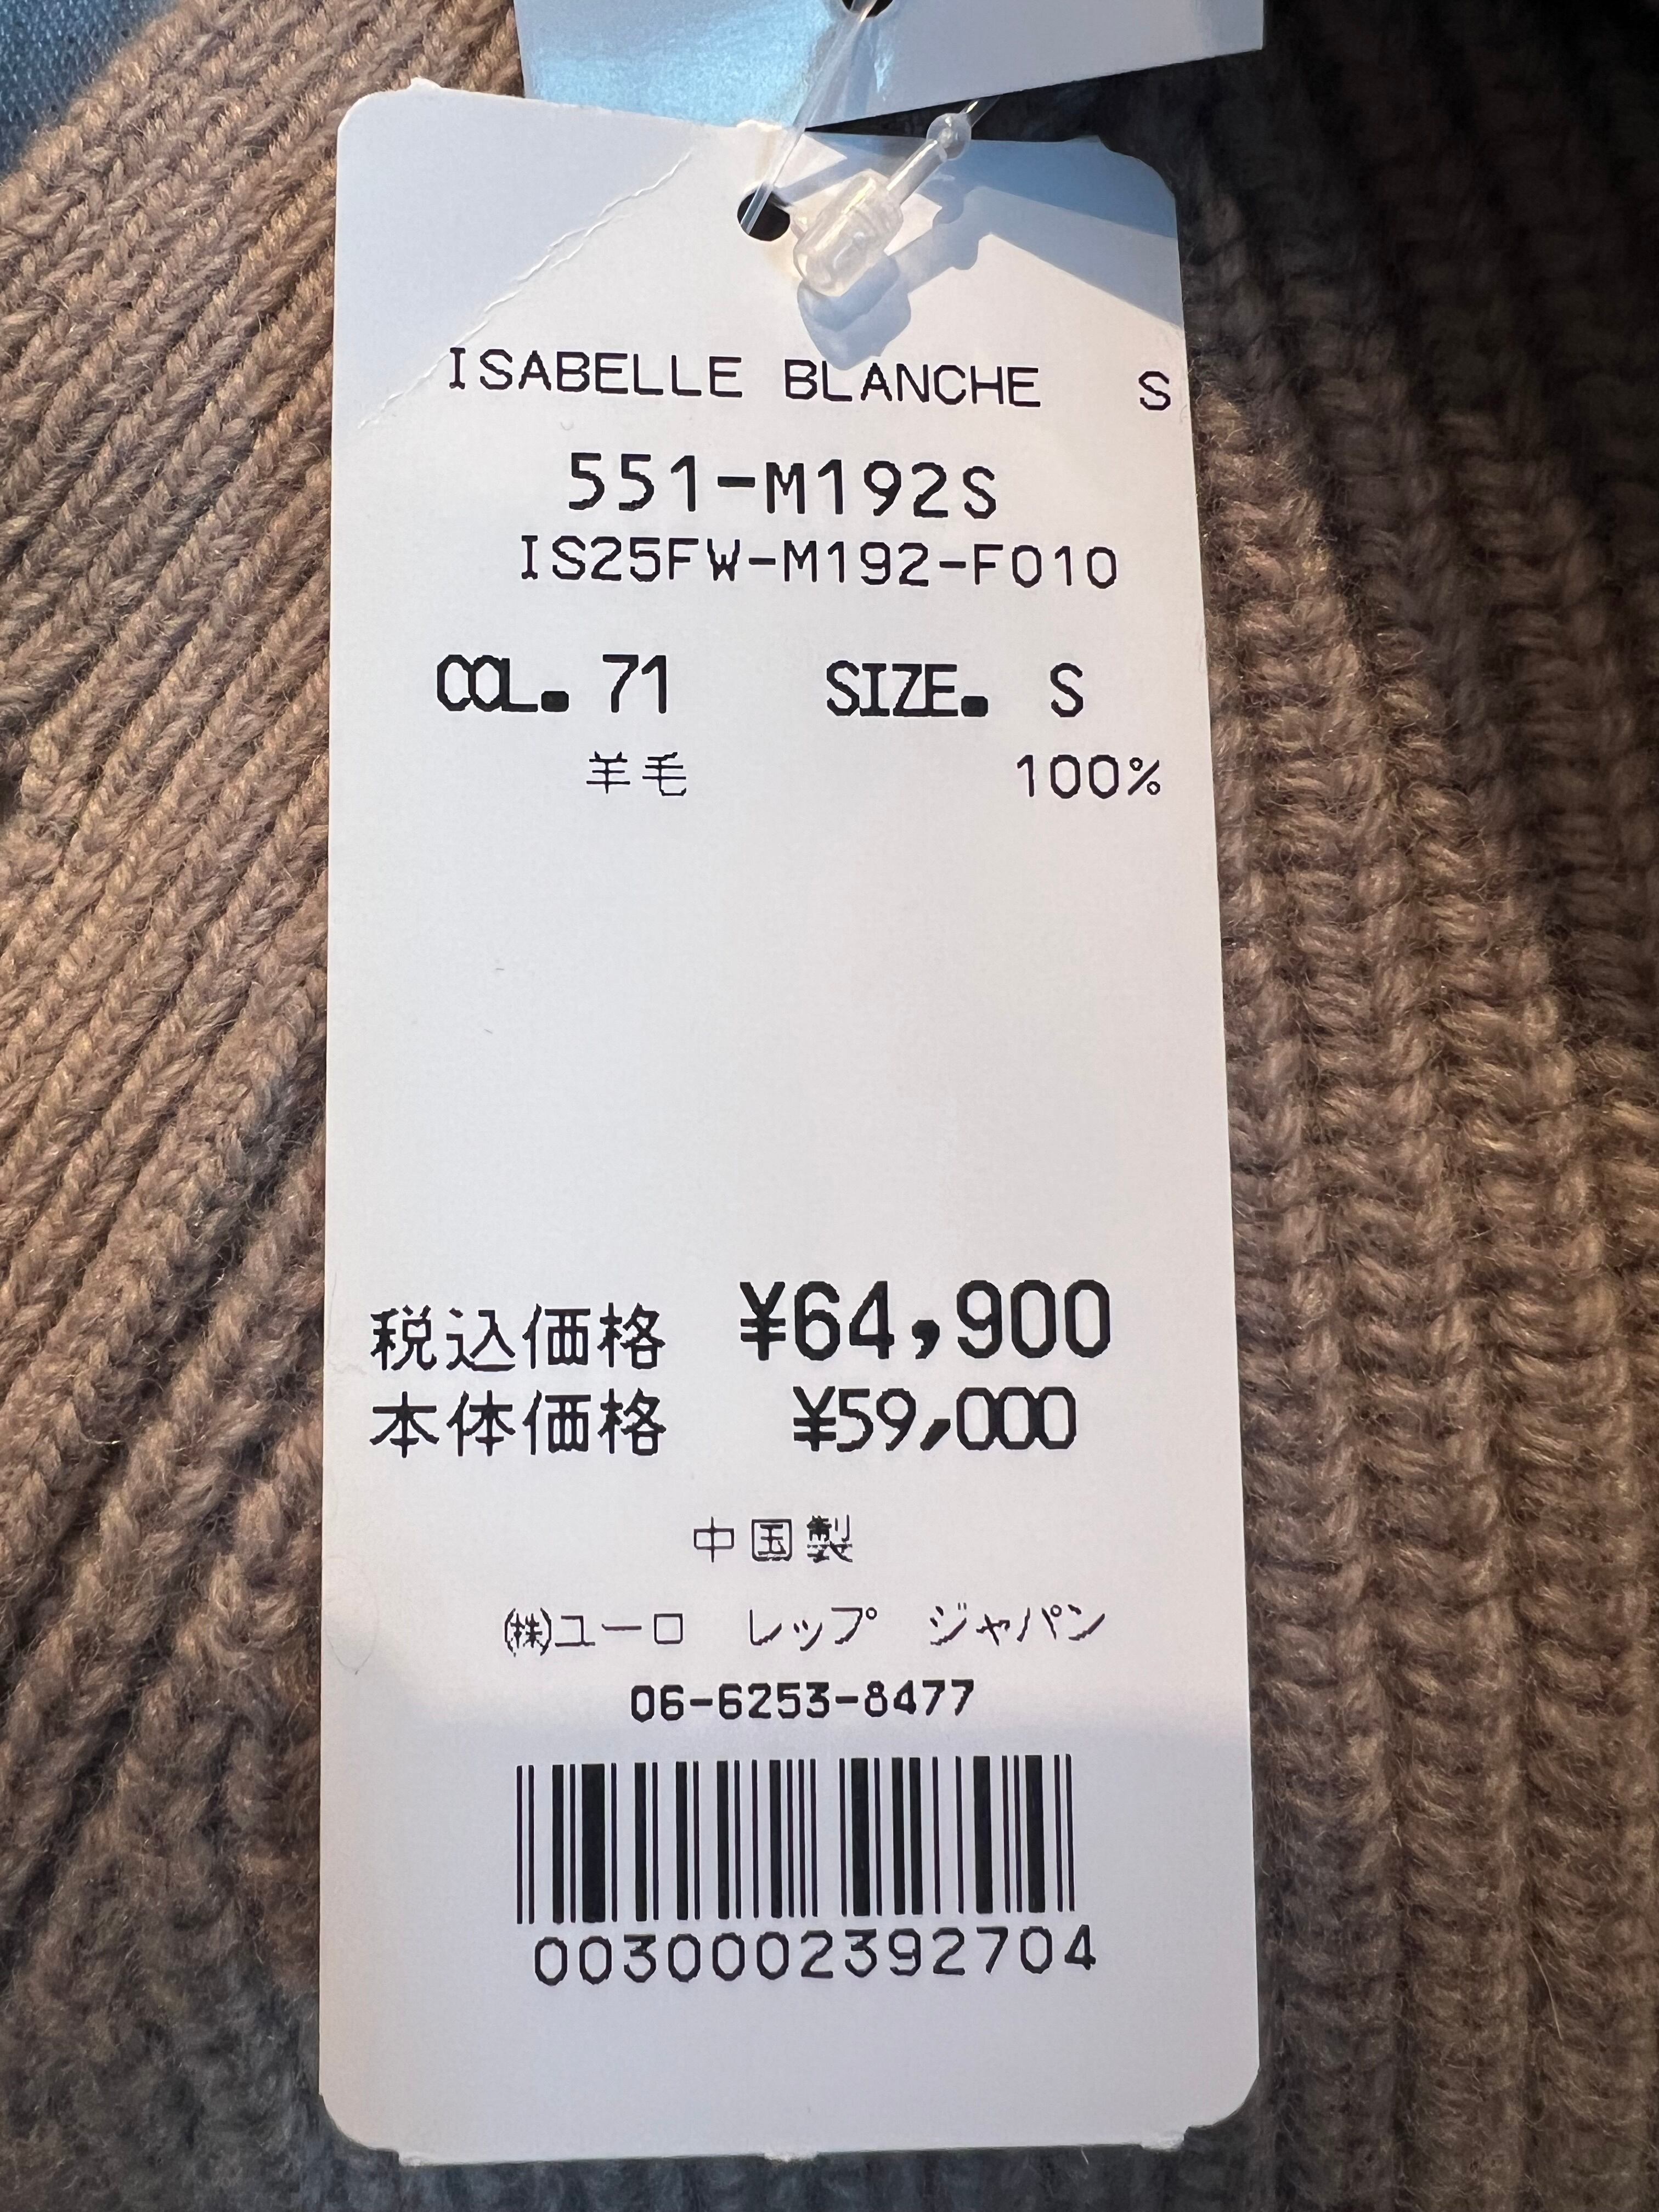 ISABELLE BLANCHE S
551-M192S
IS25FW-M192-F010
COL. 71 SIZE. S
羊毛 100%
税込価格 ¥64,900
本体価格 ¥59,000
中国製
㈱ユーロ レップ ジャパン
06-6253-8477
0030002392704